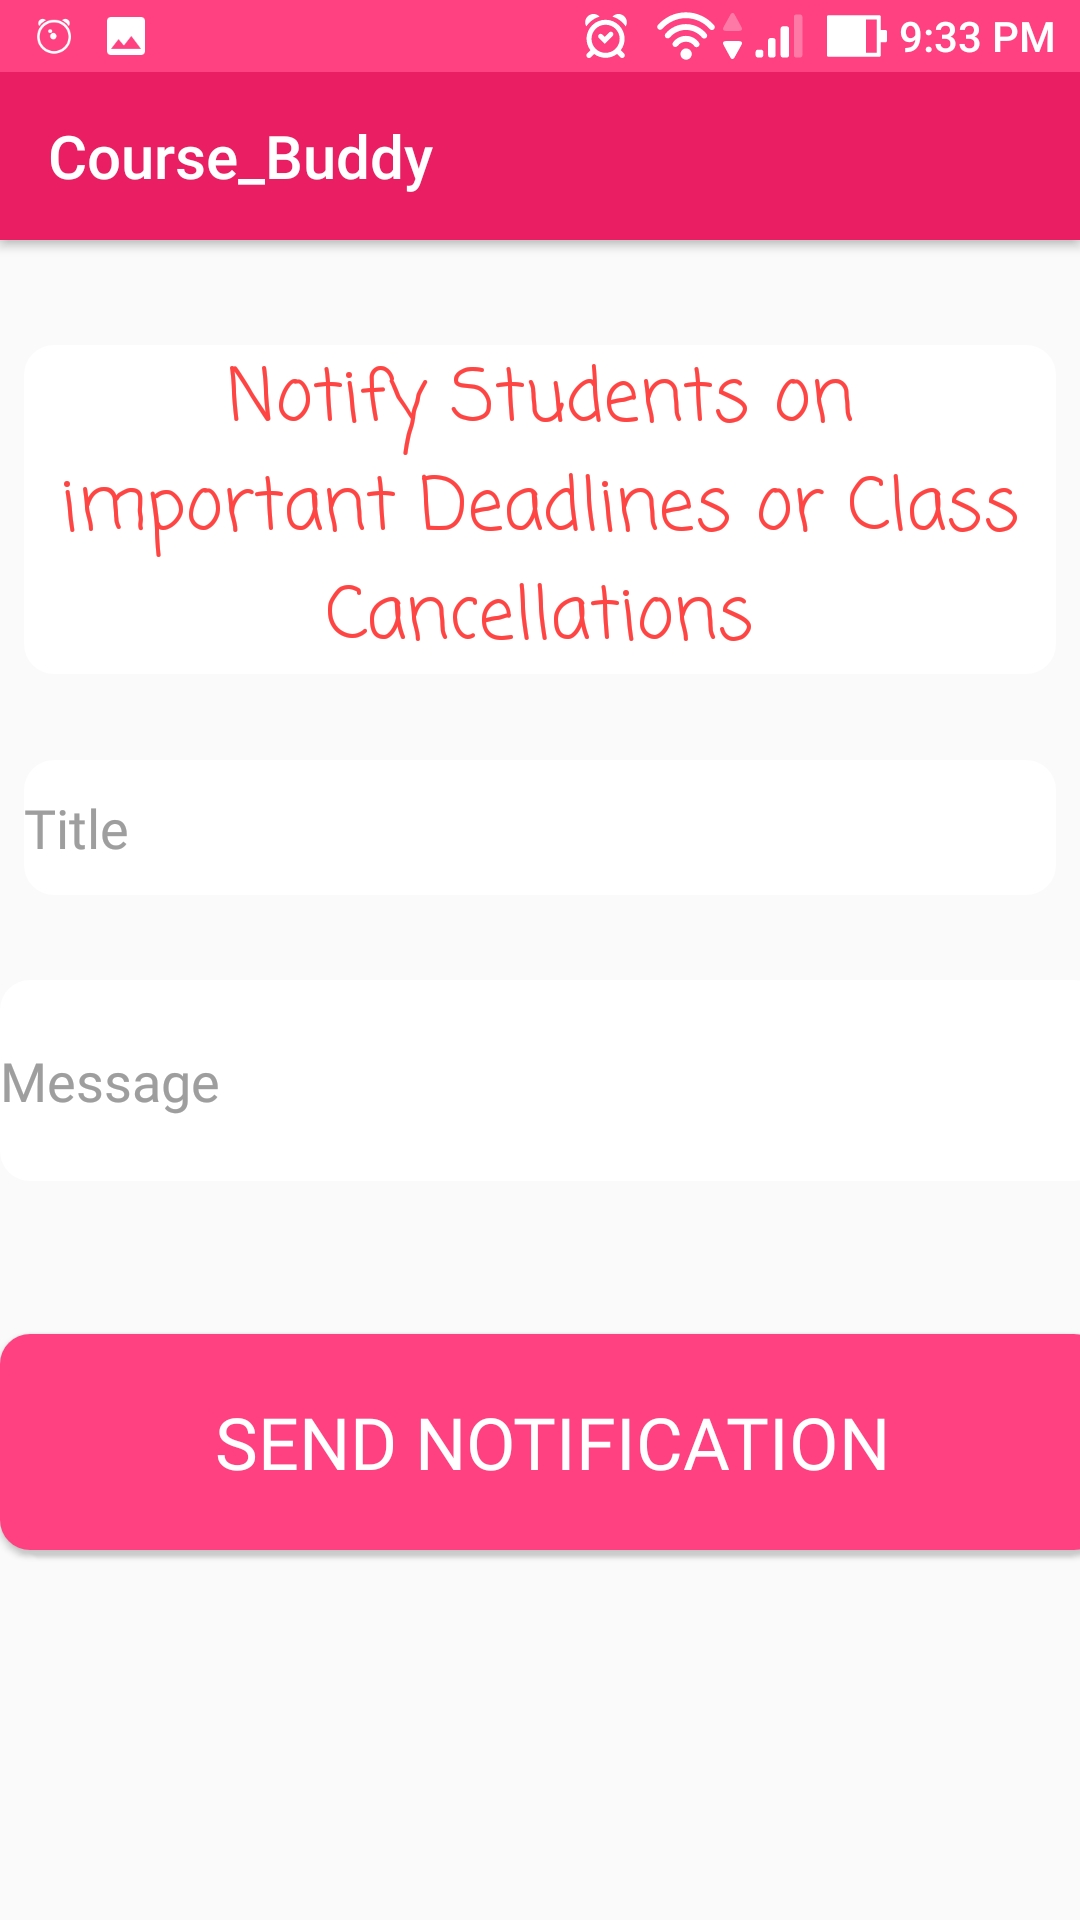 9:33 PM
Course_Buddy
Notify Students on
important Deadlines or Class
Cancellations
Title
Message
SEND NOTIFICATION